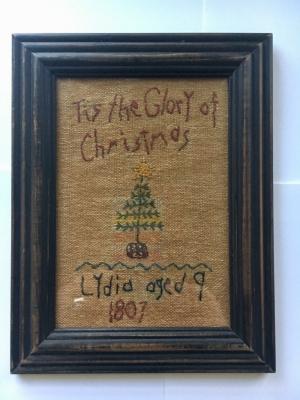 Tis the Glory of
Christmas
Lydia aged 9
1807